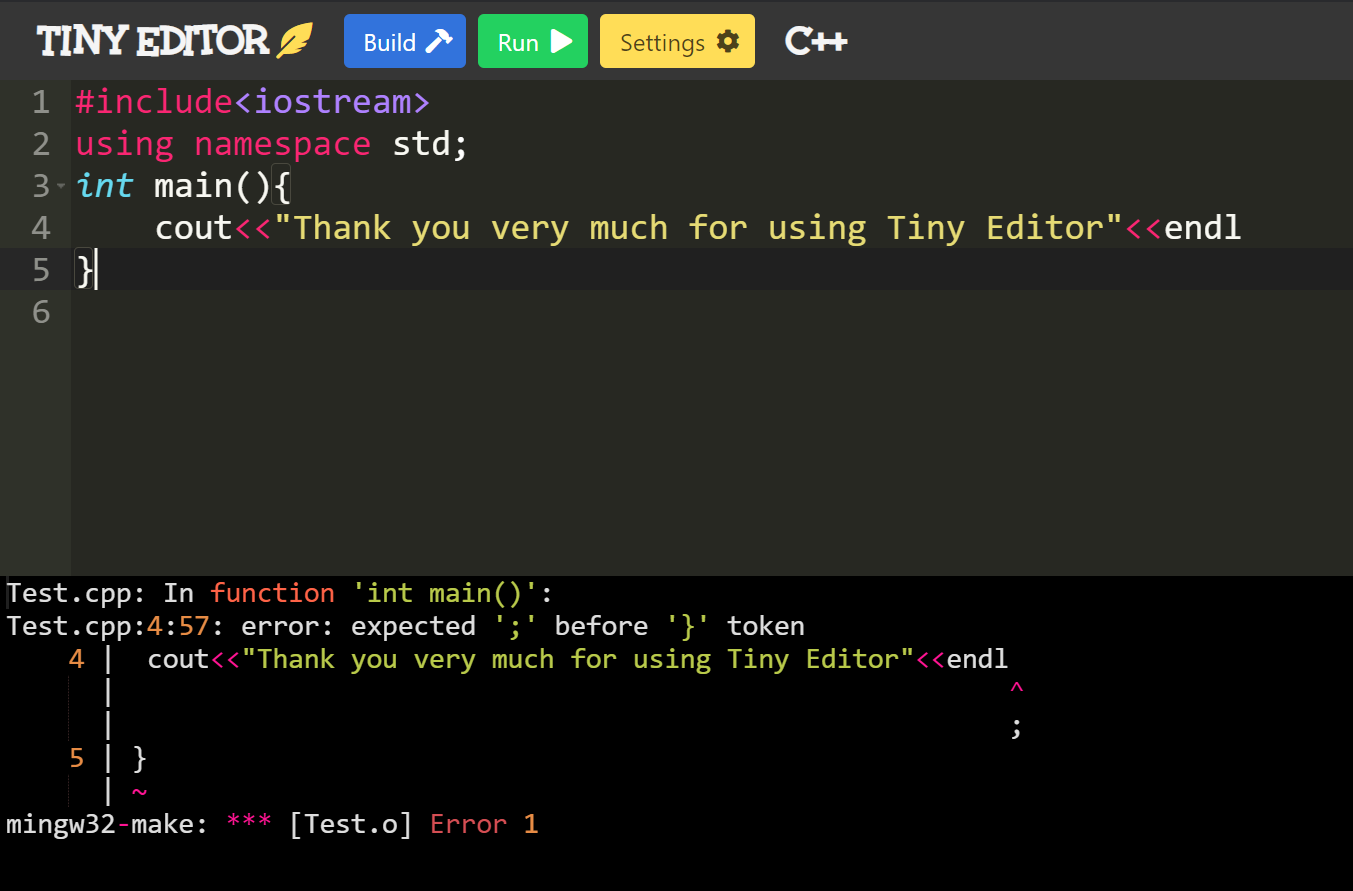 TINY EDITOR Build Run Settings C++
1 #include<iostream>
2 using namespace std;
3 int main(){
4     cout<<"Thank you very much for using Tiny Editor"<<endl
5 }
6
Test.cpp: In function 'int main()':
Test.cpp:4:57: error: expected ';' before '}' token
    4 |  cout<<"Thank you very much for using Tiny Editor"<<endl
      |                                                         ^
      |                                                         ;
    5 | }
      | ~
mingw32-make: *** [Test.o] Error 1